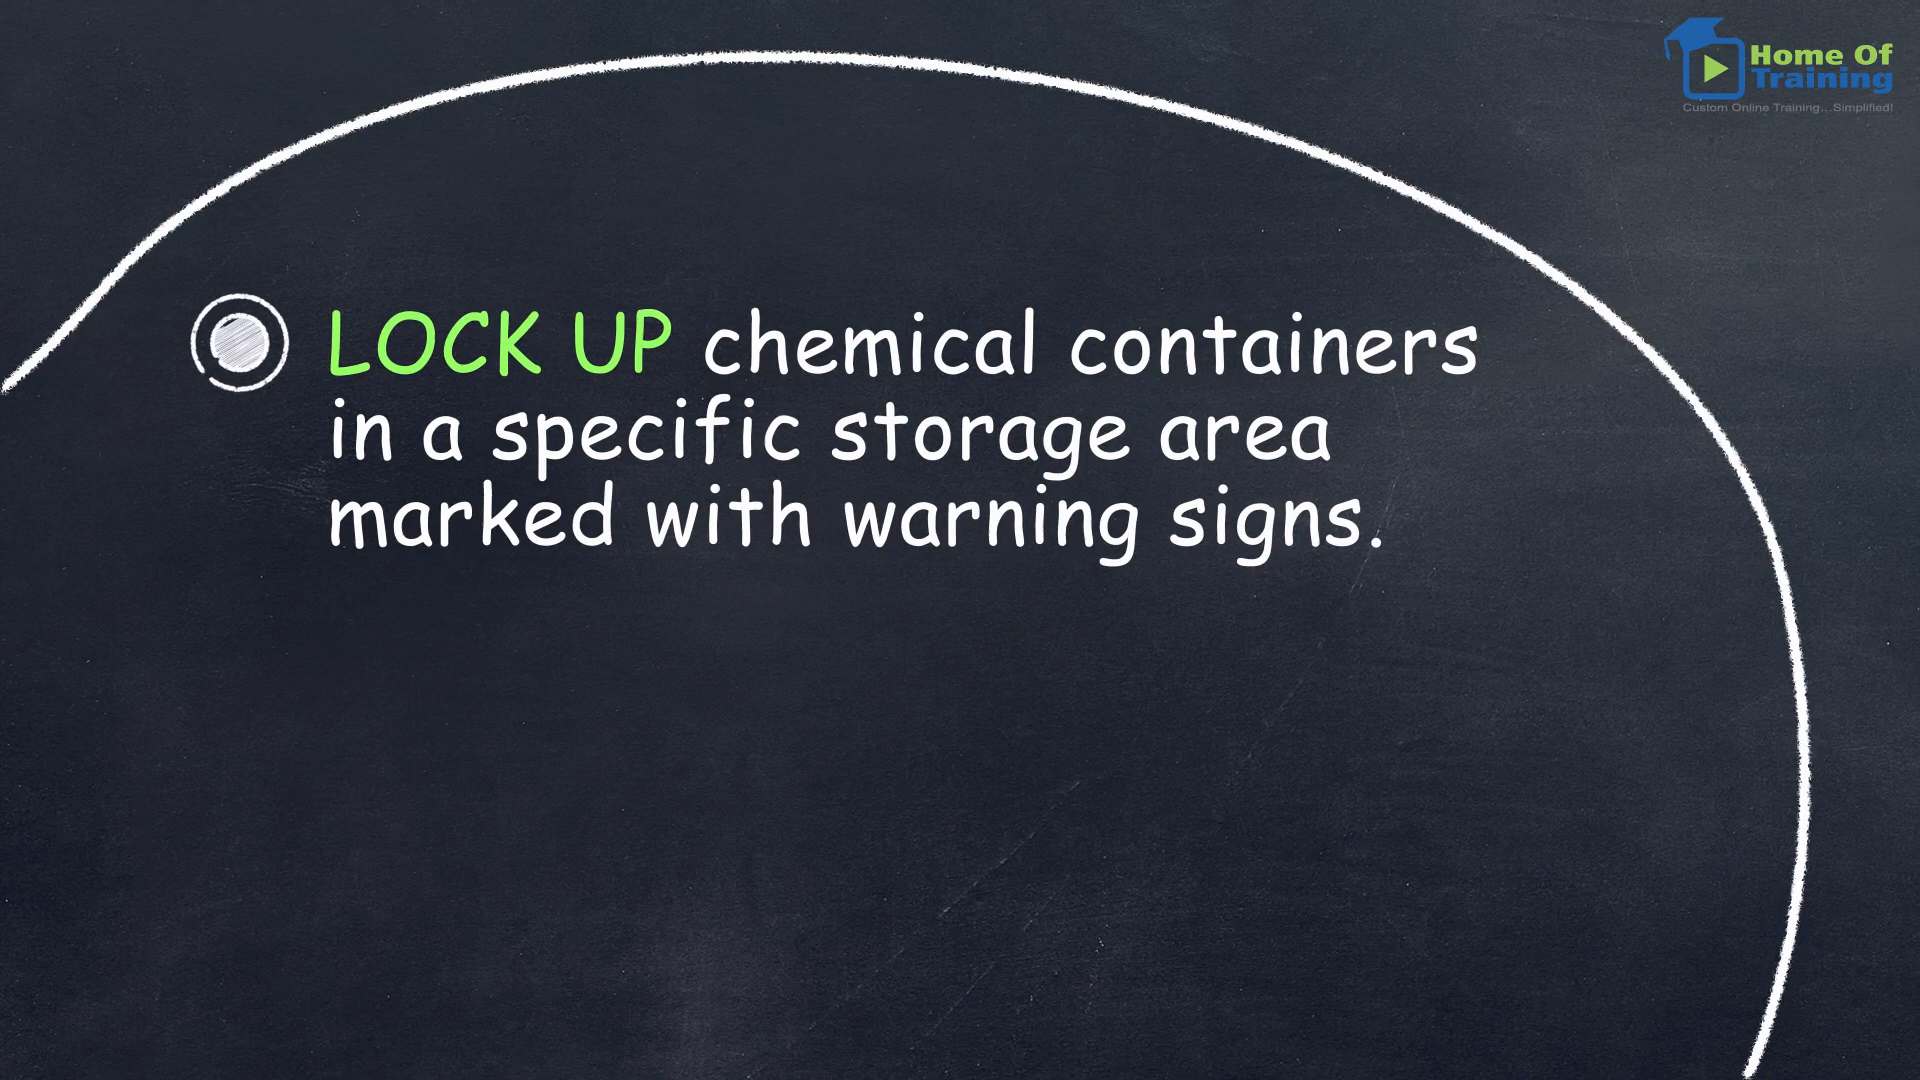 Home Of
Training
Custom Online Training...Simplified!
LOCK UP chemical containers
in a specific storage area
marked with warning signs.